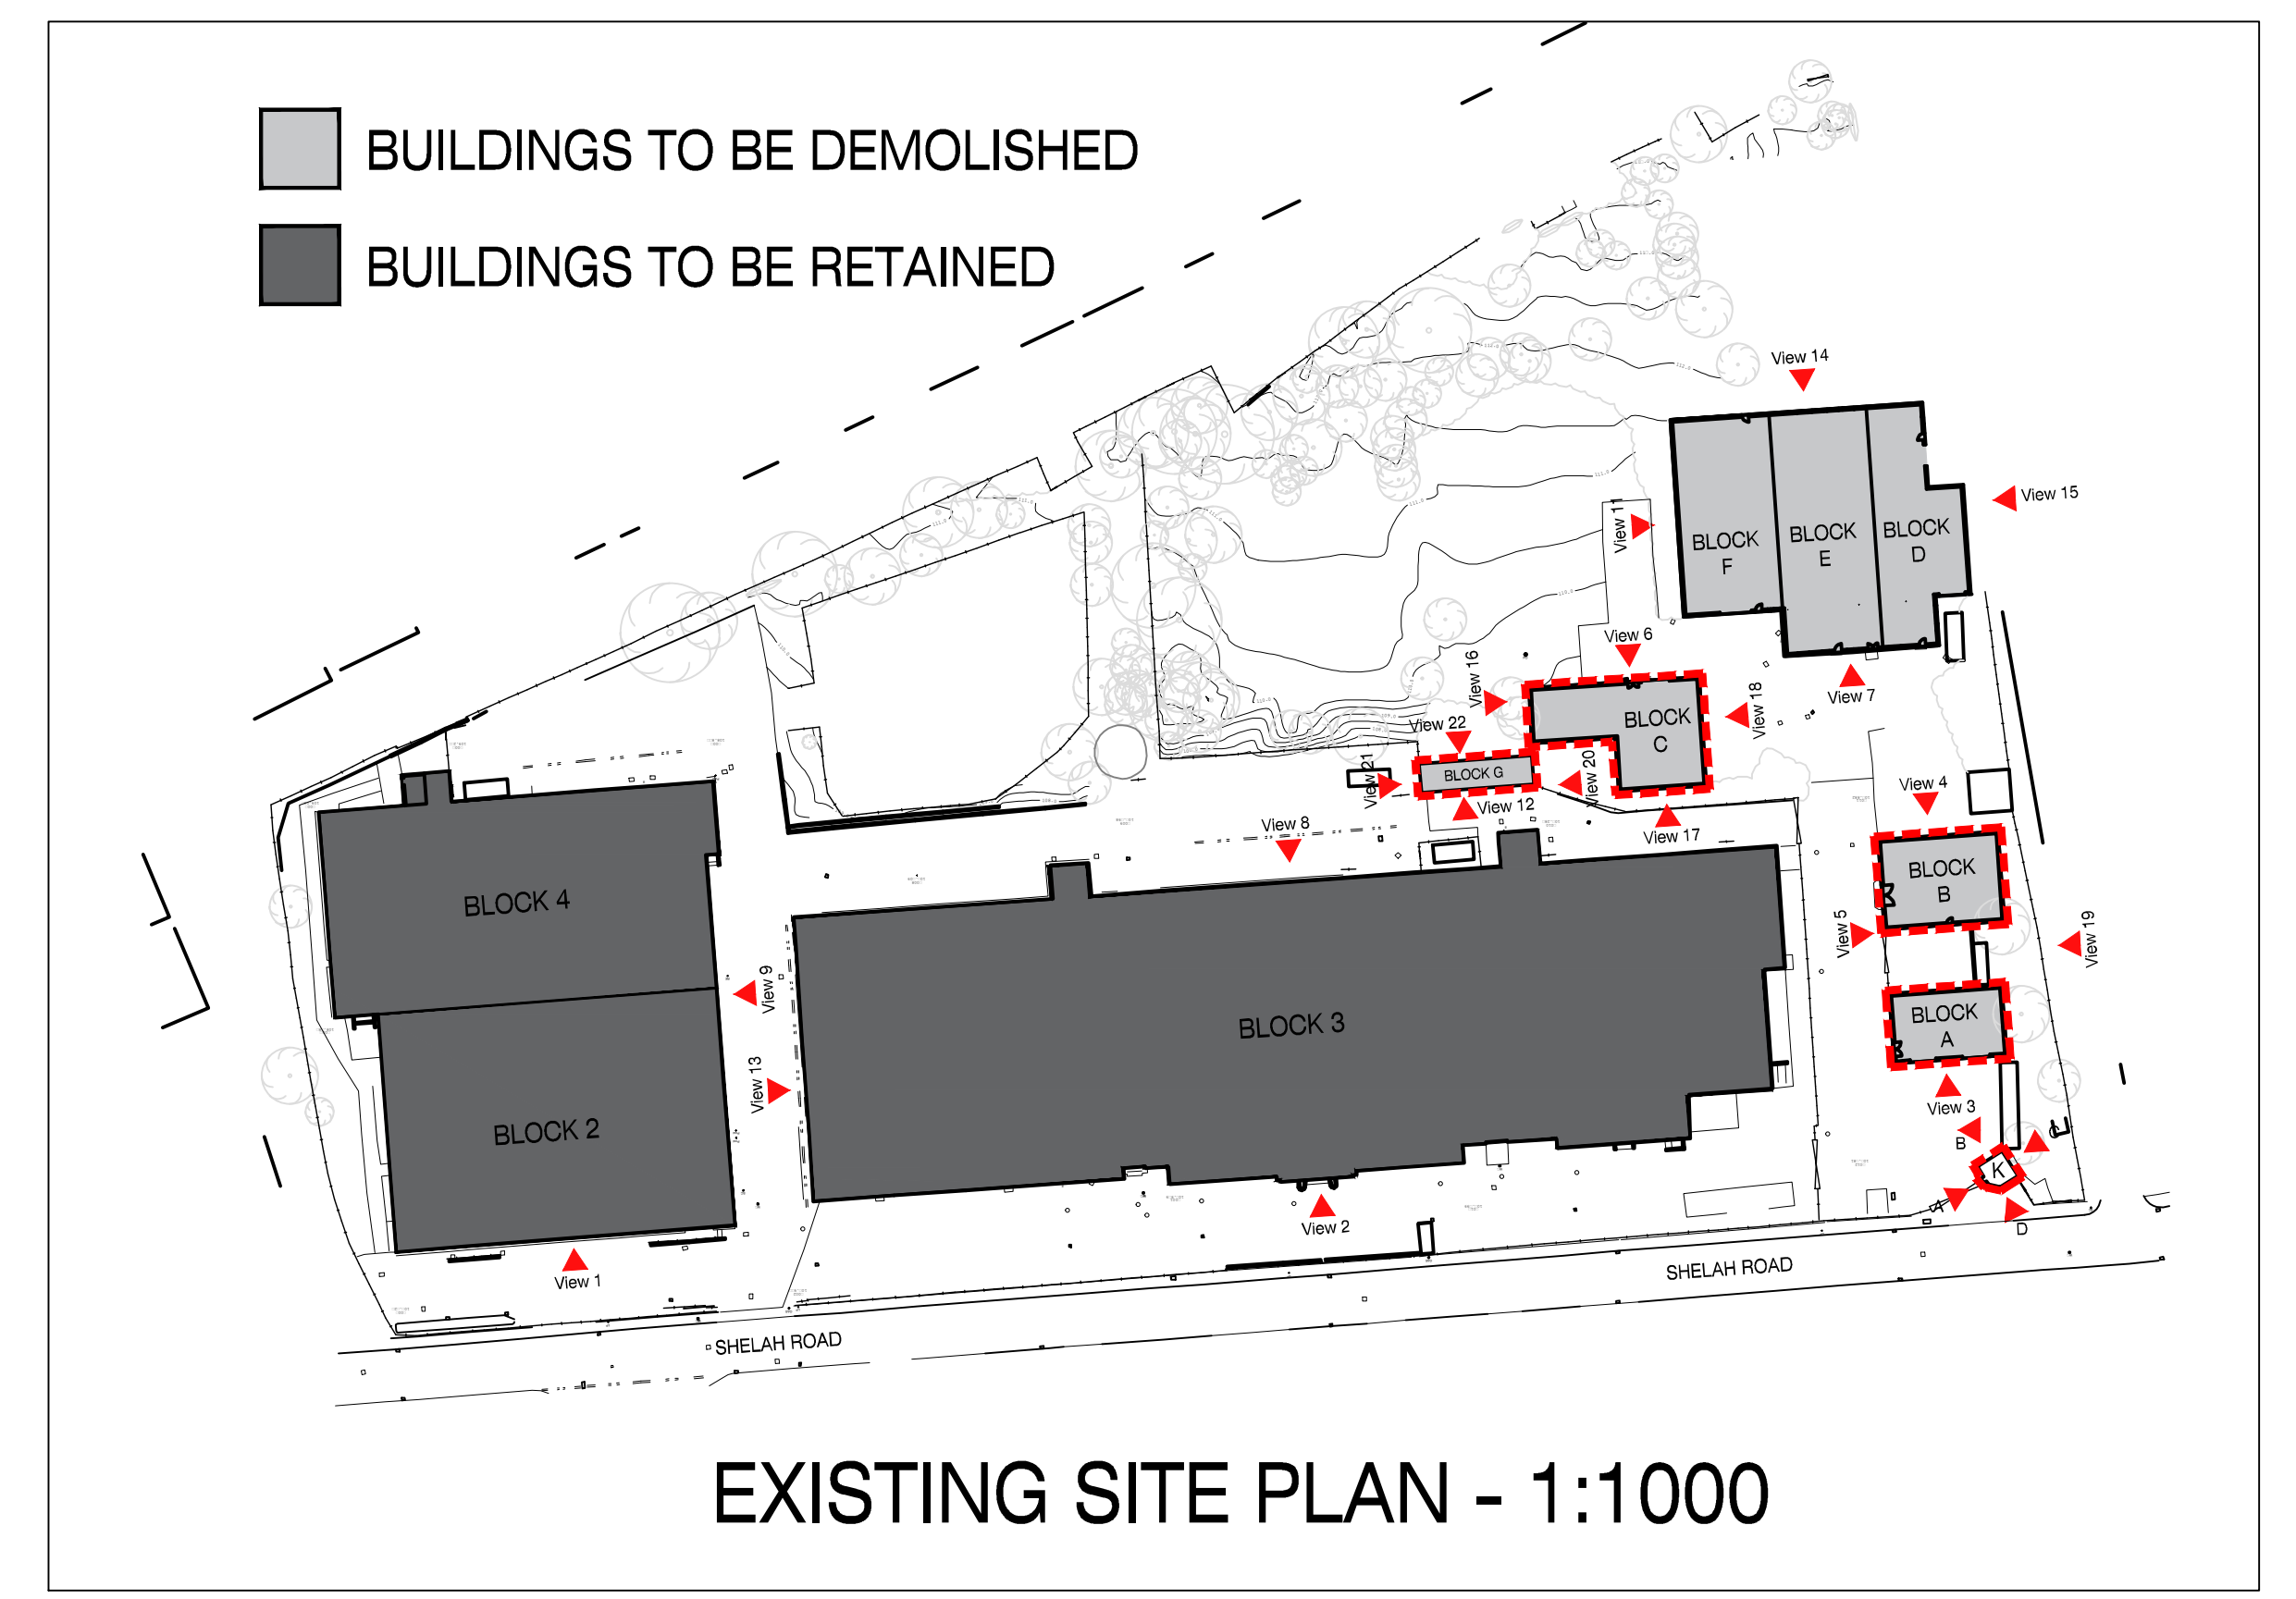 BUILDINGS TO BE DEMOLISHED
BUILDINGS TO BE RETAINED
View 14
View 15
View 11
BLOCK
F
BLOCK
E
BLOCK
D
View 6
View 16
View 18
View 7
View 22
BLOCK
C
View 21
BLOCK G
View 20
View 12
View 17
View 8
View 4
BLOCK 4
BLOCK
B
View 5
View 19
View 9
BLOCK 3
BLOCK
A
View 13
BLOCK 2
View 3
B
C
K
A
D
View 2
View 1
SHELAH ROAD
SHELAH ROAD
EXISTING SITE PLAN - 1:1000